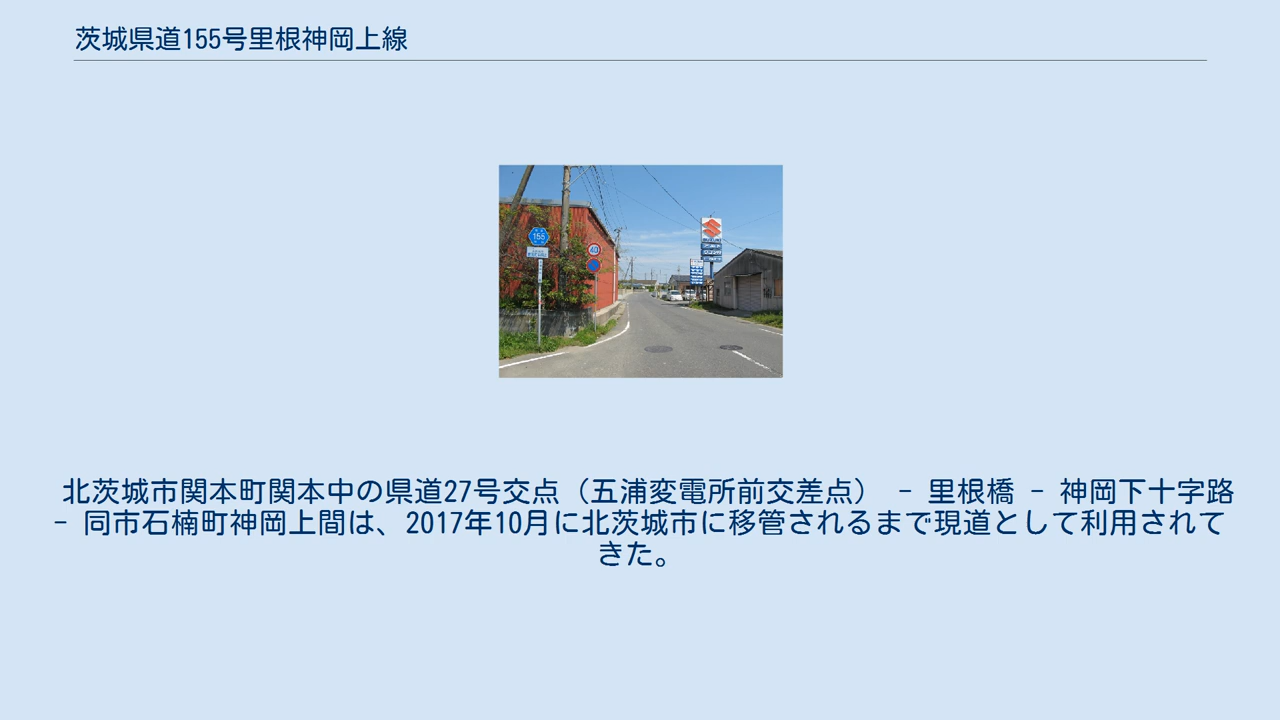 茨城県道155号里根神岡上線
155
40
SUZUKI
北茨城市関本町関本中の県道27号交点（五浦変電所前交差点） - 里根橋 - 神岡下十字路
- 同市石楠町神岡上間は、2017年10月に北茨城市に移管されるまで現道として利用されて
きた。